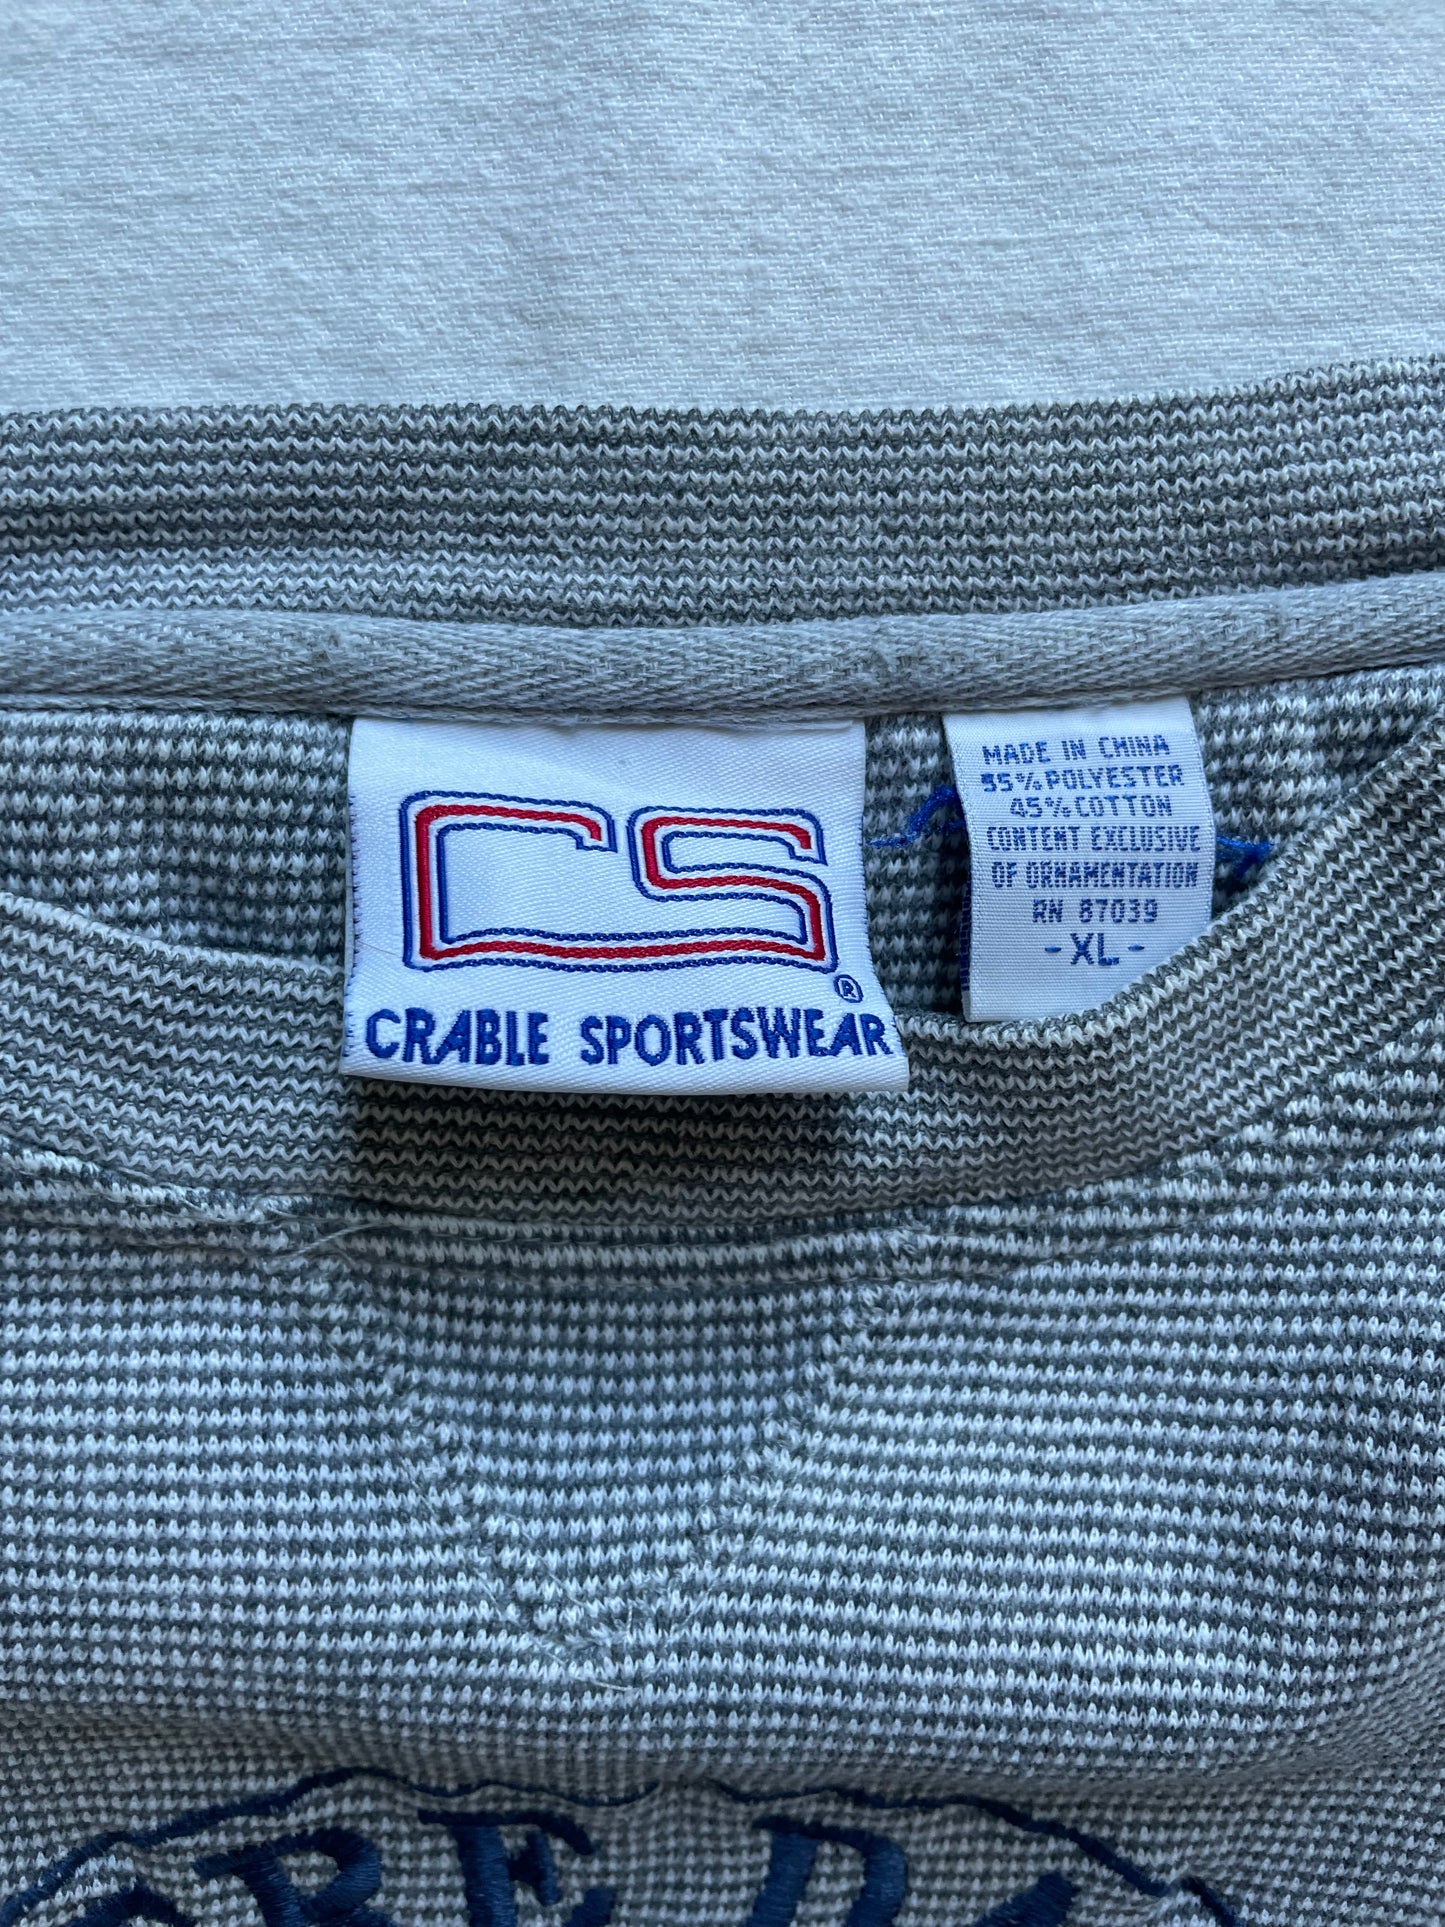 CS
®
CRABLE SPORTSWEAR
MADE IN CHINA
55% POLYESTER
45% COTTON
CONTENT EXCLUSIVE
OF ORNAMENTATION
RN 87039
- XL -